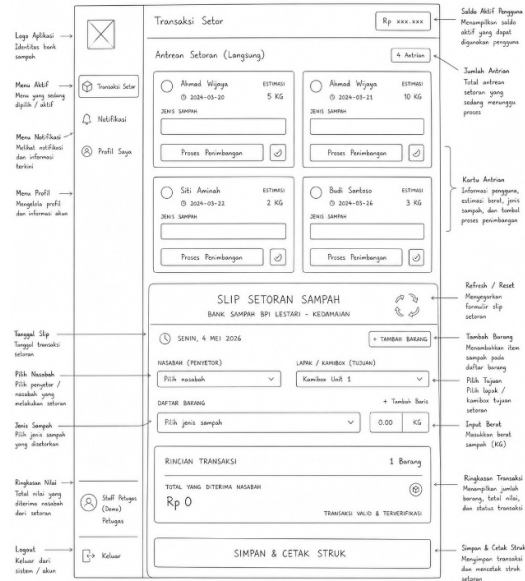 Logo Aplikasi
Identitas bank
sampah
Menu Aktif
Menu yang sedang
dipilih / aktif
Menu Notifikasi
Melihat notifikasi
dan informasi
terkini
Menu Profil
Mengelola profil
dan informasi akun
Tanggal Slip
Tanggal transaksi
setoran
Pilih Nasabah
Pilih penyetor /
nasabah yang
melakukan setoran
Jenis Sampah
Pilih jenis sampah
yang disetorkan
Ringkasan Nilai
Total nilai yang
diterima nasabah
dari setoran
Logout
Keluar dari
sistem / akun
Transaksi Setor
Notifikasi
Profil Saya
Staff Petugas
(Demo)
Petugas
Keluar
Transaksi Setor
Rp xxx.xxx
Antrean Setoran (Langsung)
4 Antrian
Ahmad Wijaya ESTIMASI
2024-03-20 5 KG
JENIS SAMPAH
Proses Penimbangan
Ahmad Wijaya ESTIMASI
2024-03-21 10 KG
JENIS SAMPAH
Proses Penimbangan
Siti Aminah ESTIMASI
2024-03-22 2 KG
JENIS SAMPAH
Proses Penimbangan
Budi Santoso ESTIMASI
2024-03-26 3 KG
JENIS SAMPAH
Proses Penimbangan
SLIP SETORAN SAMPAH
BANK SAMPAH BPI LESTARI - KEDAMAIAN
SENIN, 4 MEI 2026
+ TAMBAH BARANG
NASABAH (PENYETOR)
Pilih nasabah
LAPAK / KAMIBOX (TUJUAN)
Kamibox Unit 1
DAFTAR BARANG
+ Tambah Baris
Pilih jenis sampah
0.00 KG
RINCIAN TRANSAKSI 1 Barang
TOTAL YANG DITERIMA NASABAH
Rp 0
TRANSAKSI VALID & TERVERIFIKASI
SIMPAN & CETAK STRUK
Saldo Aktif Pengguna
Menampilkan saldo
aktif yang dapat
digunakan pengguna
Jumlah Antrian
Total antrean
setoran yang
sedang menunggu
proses
Kartu Antrian
Informasi pengguna,
estimasi berat, jenis
sampah, dan tombol
proses penimbangan
Refresh / Reset
Menyegarkan
formulir slip
setoran
Tambah Barang
Menambahkan item
sampah pada
daftar barang
Pilih Tujuan
Pilih lapak /
kamibox tujuan
setoran
Input Berat
Masukkan berat
sampah (KG)
Ringkasan Transaksi
Menampilkan jumlah
barang, total nilai,
dan status transaksi
Simpan & Cetak Struk
Menyimpan transaksi
dan mencetak struk
setoran